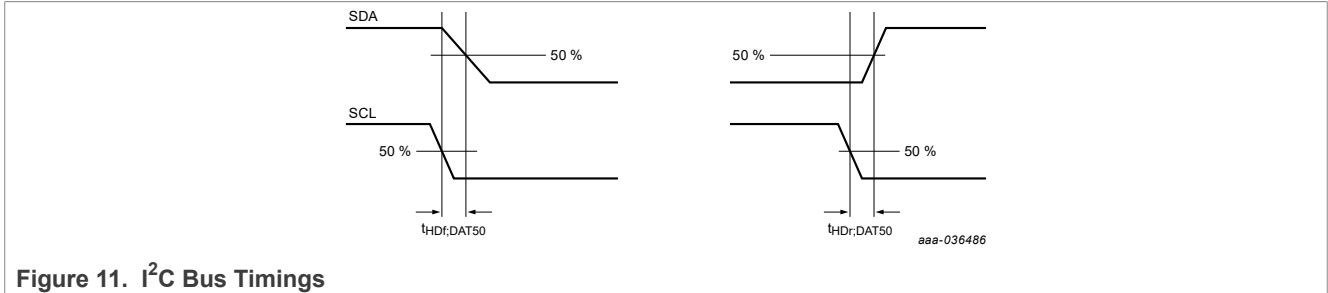 SDA
50 %
50 %
SCL
50 %
50 %
tHDf;DAT50
tHDr;DAT50
aaa-036486
Figure 11. I²C Bus Timings